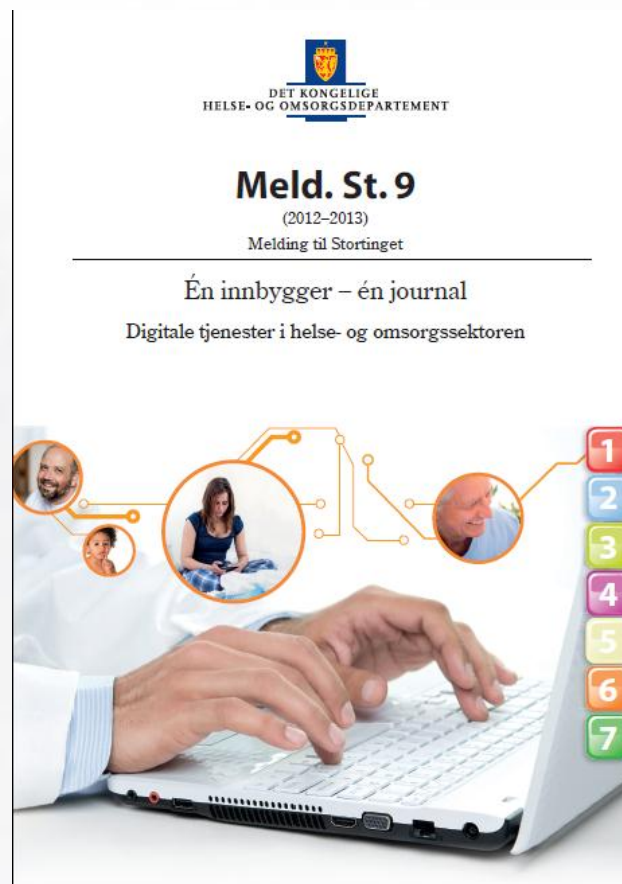 DET KONGELIGE
HELSE- OG OMSORGSDEPARTEMENT
Meld. St. 9
(2012–2013)
Melding til Stortinget
Én innbygger – én journal
Digitale tjenester i helse- og omsorgssektoren
1
2
3
4
5
6
7